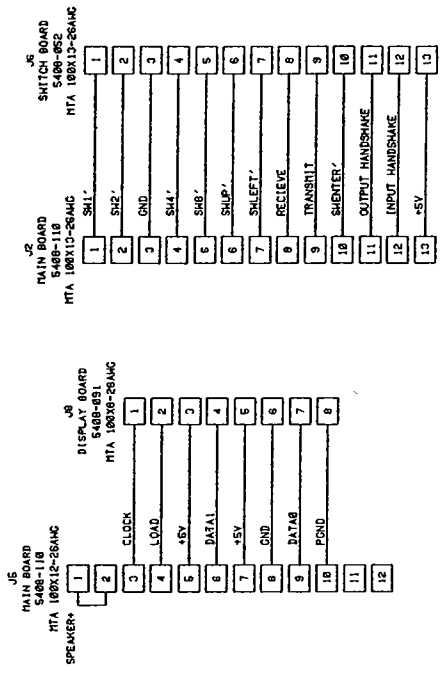 J5
MAIN BOARD
5408-110
MTA 100X12-26AWG
SPEAKER+
1
2
3
4
5
6
7
8
9
10
11
12
CLOCK
LOAD
+6V
DATA1
+5V
GND
DATA0
PGND
J8
DISPLAY BOARD
5408-091
MTA 100X8-26AWG
1
2
3
4
5
6
7
8
J2
MAIN BOARD
5408-110
MTA 100X13-26AWG
1
2
3
4
5
6
7
8
9
10
11
12
13
SW1'
SW2'
GND
SW4'
SW8'
SWUP'
SWLEFT'
RECIEVE
TRANSMIT
SWENTER'
OUTPUT HANDSHAKE
INPUT HANDSHAKE
+5V
J6
SWITCH BOARD
5408-052
MTA 100X13-26AWG
1
2
3
4
5
6
7
8
9
10
11
12
13